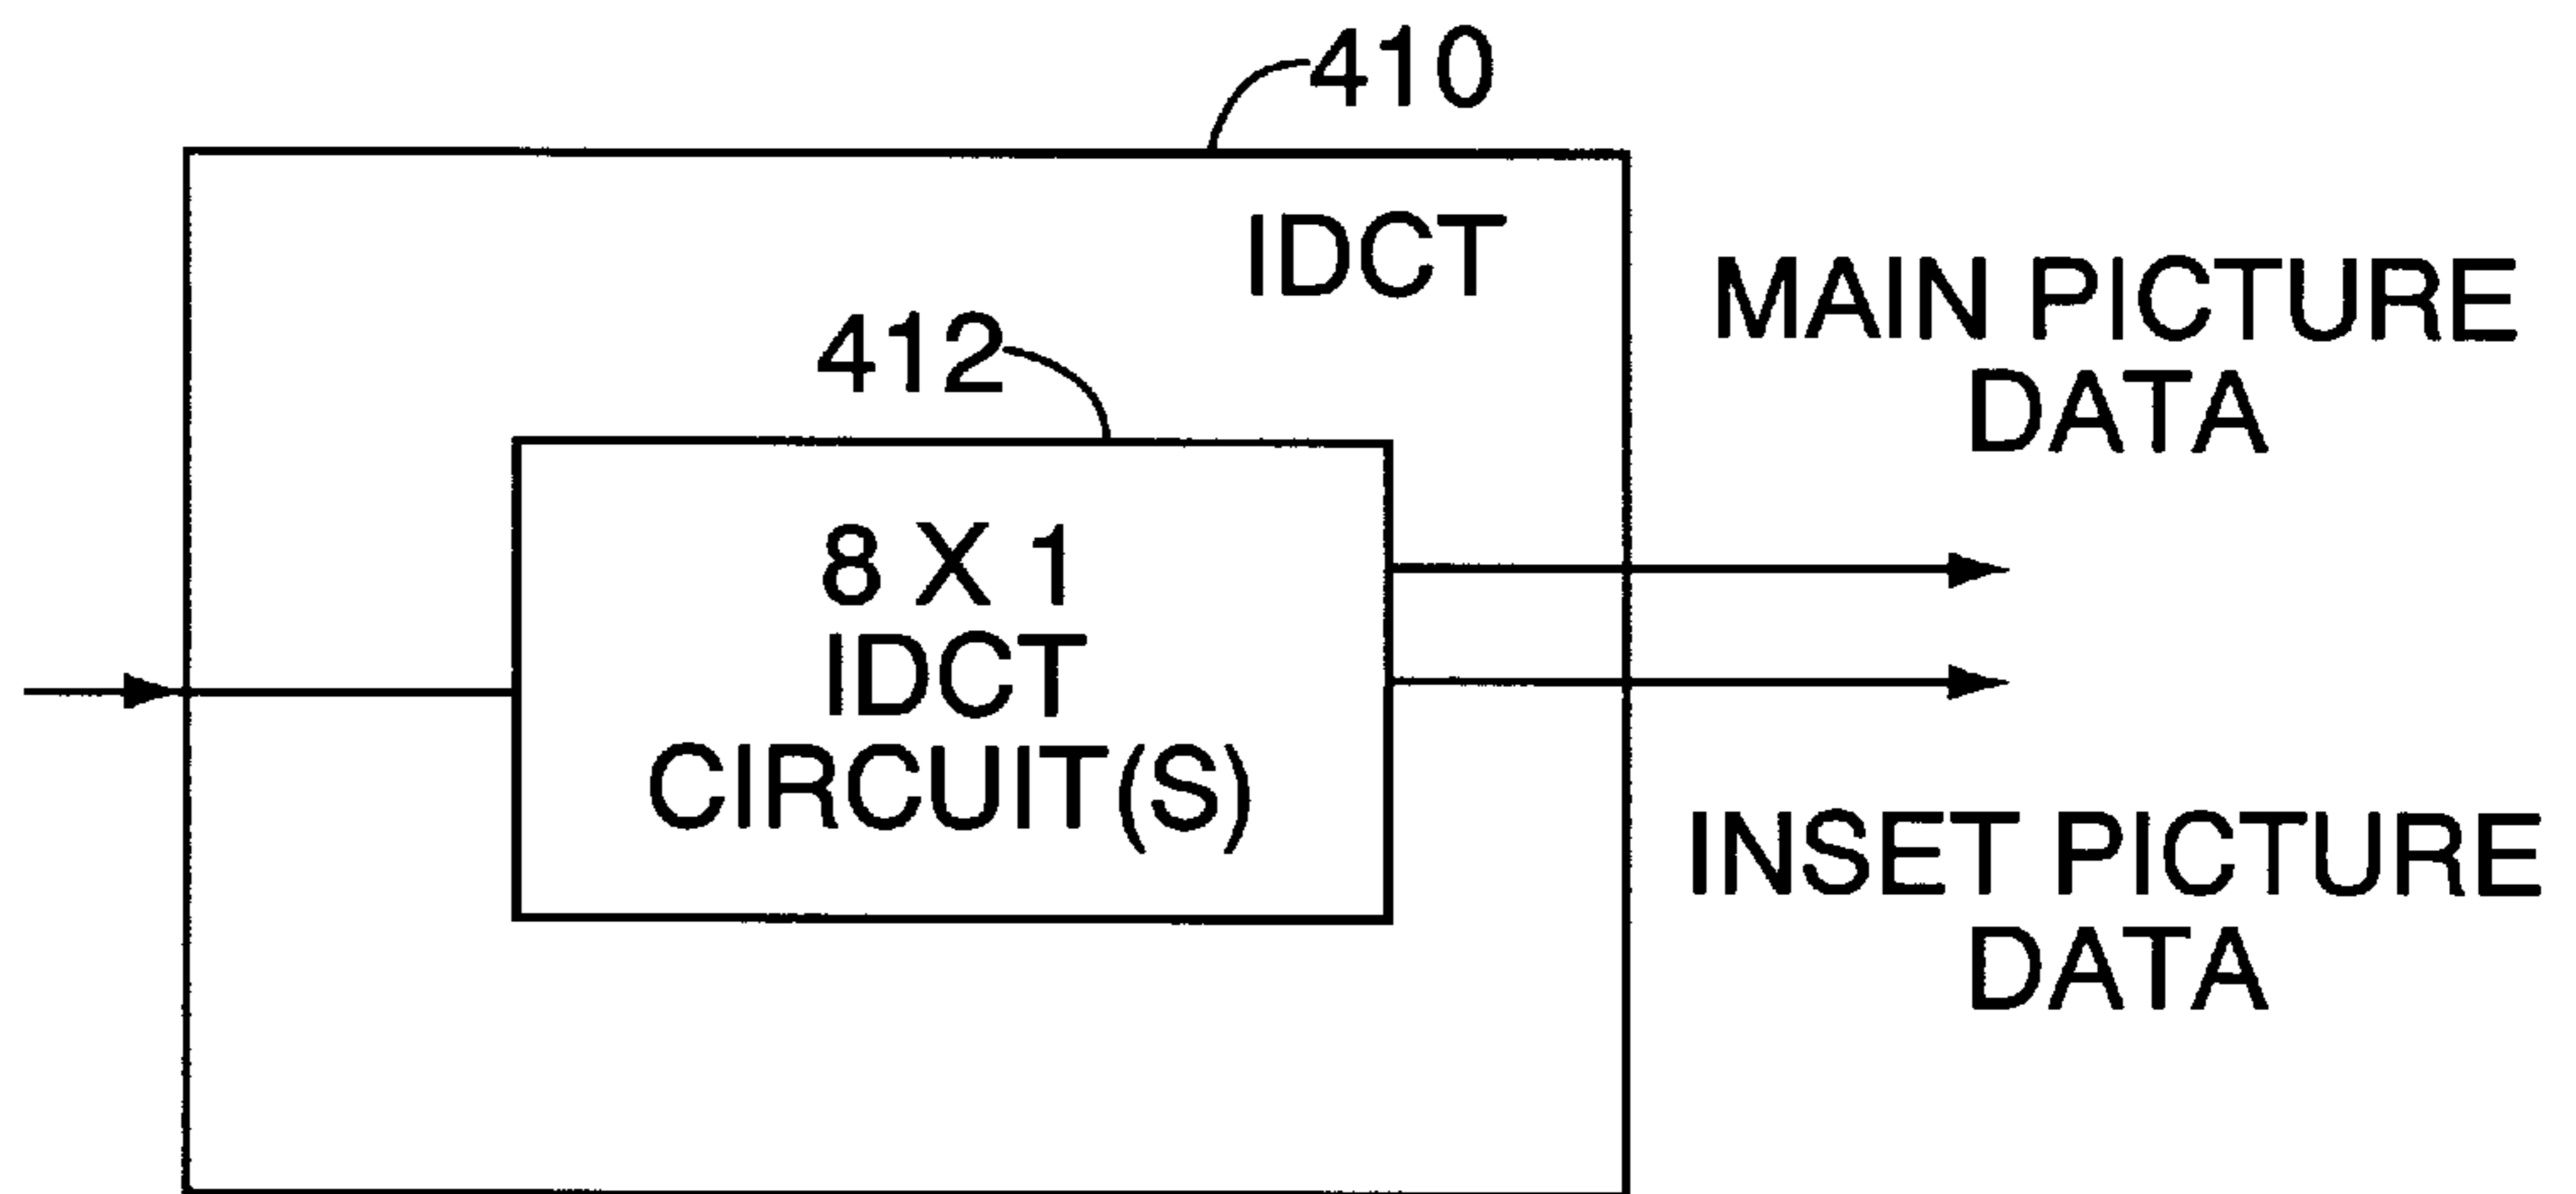 410
IDCT
MAIN PICTURE
DATA
412
8 X 1
IDCT
CIRCUIT(S)
INSET PICTURE
DATA